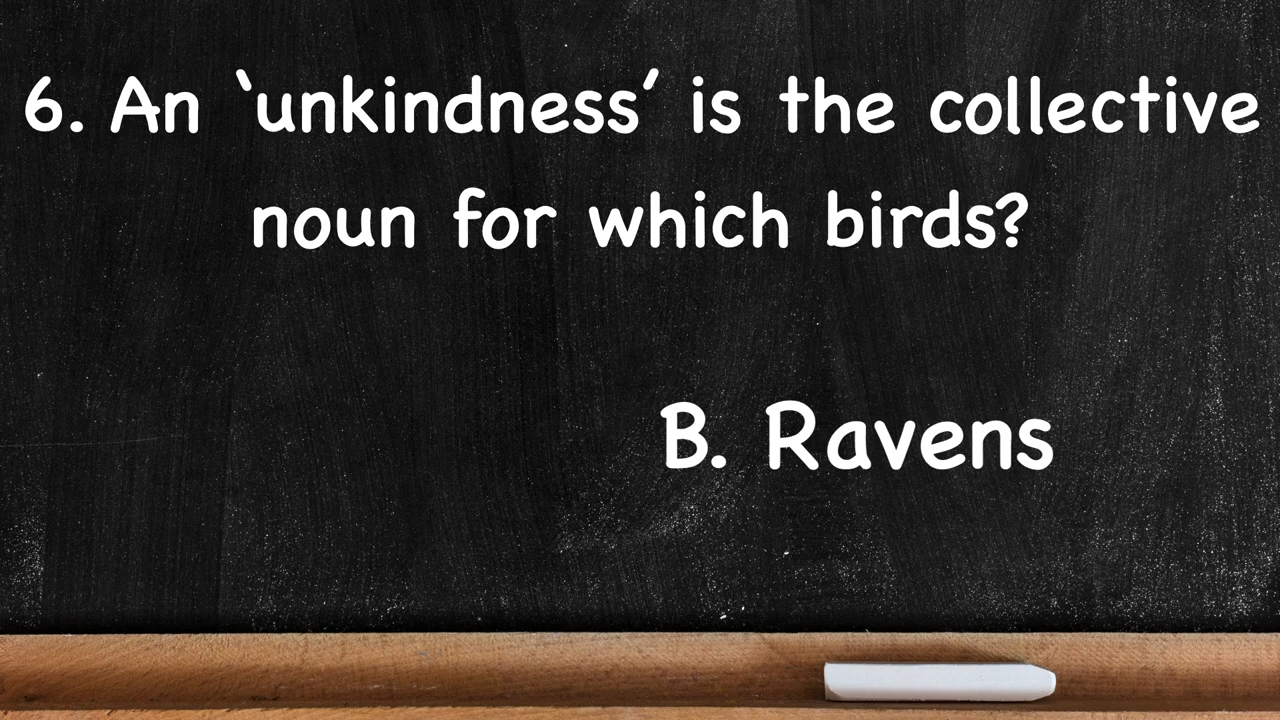 6. An ‘unkindness’ is the collective
noun for which birds?
B. Ravens